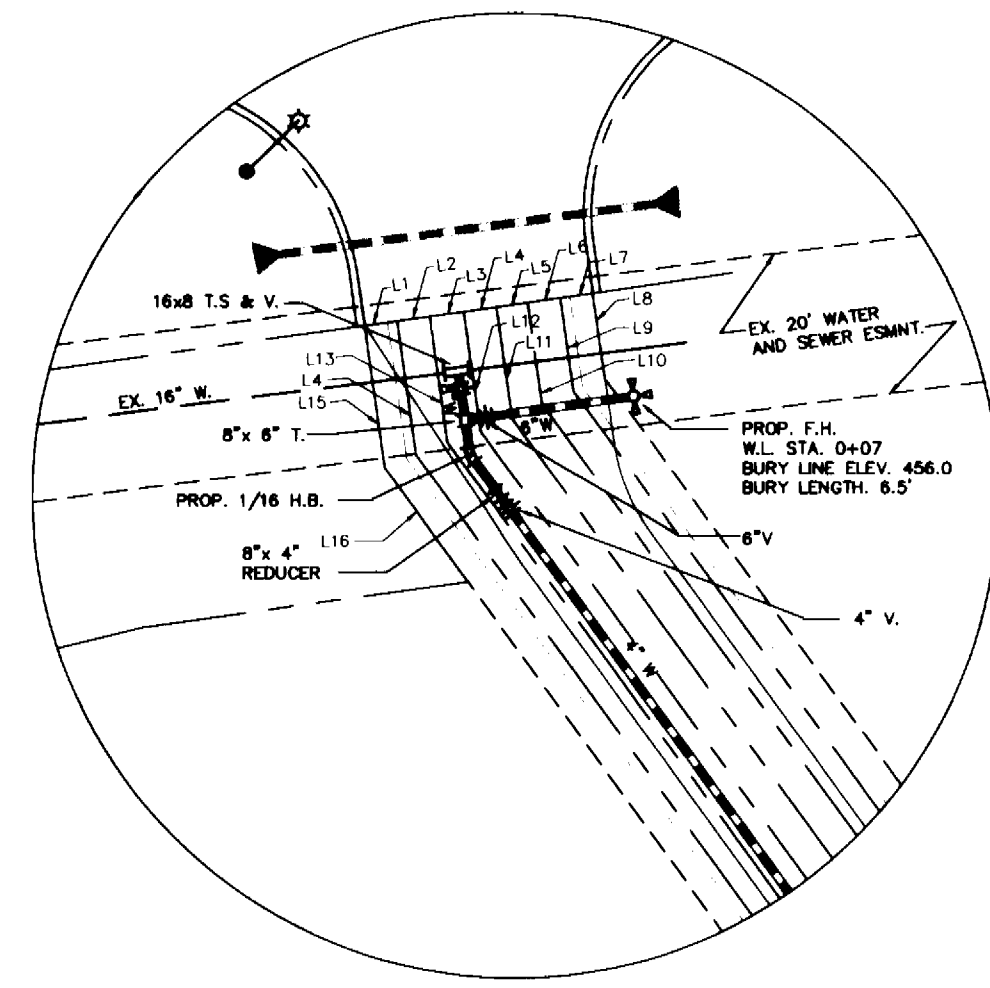 L1
L2
L3
L4
L5
L6
L7
L8
L9
L10
L11
L12
16x8 T.S & V.
L13
L4
L15
EX. 16" W.
8"x 6" T.
6"W
EX. 20' WATER
AND SEWER ESMNT.
PROP. F.H.
W.L. STA. 0+07
BURY LINE ELEV. 456.0
BURY LENGTH. 6.5'
PROP. 1/16 H.B.
L16
8"x 4"
REDUCER
6"V
4" V.
4" W